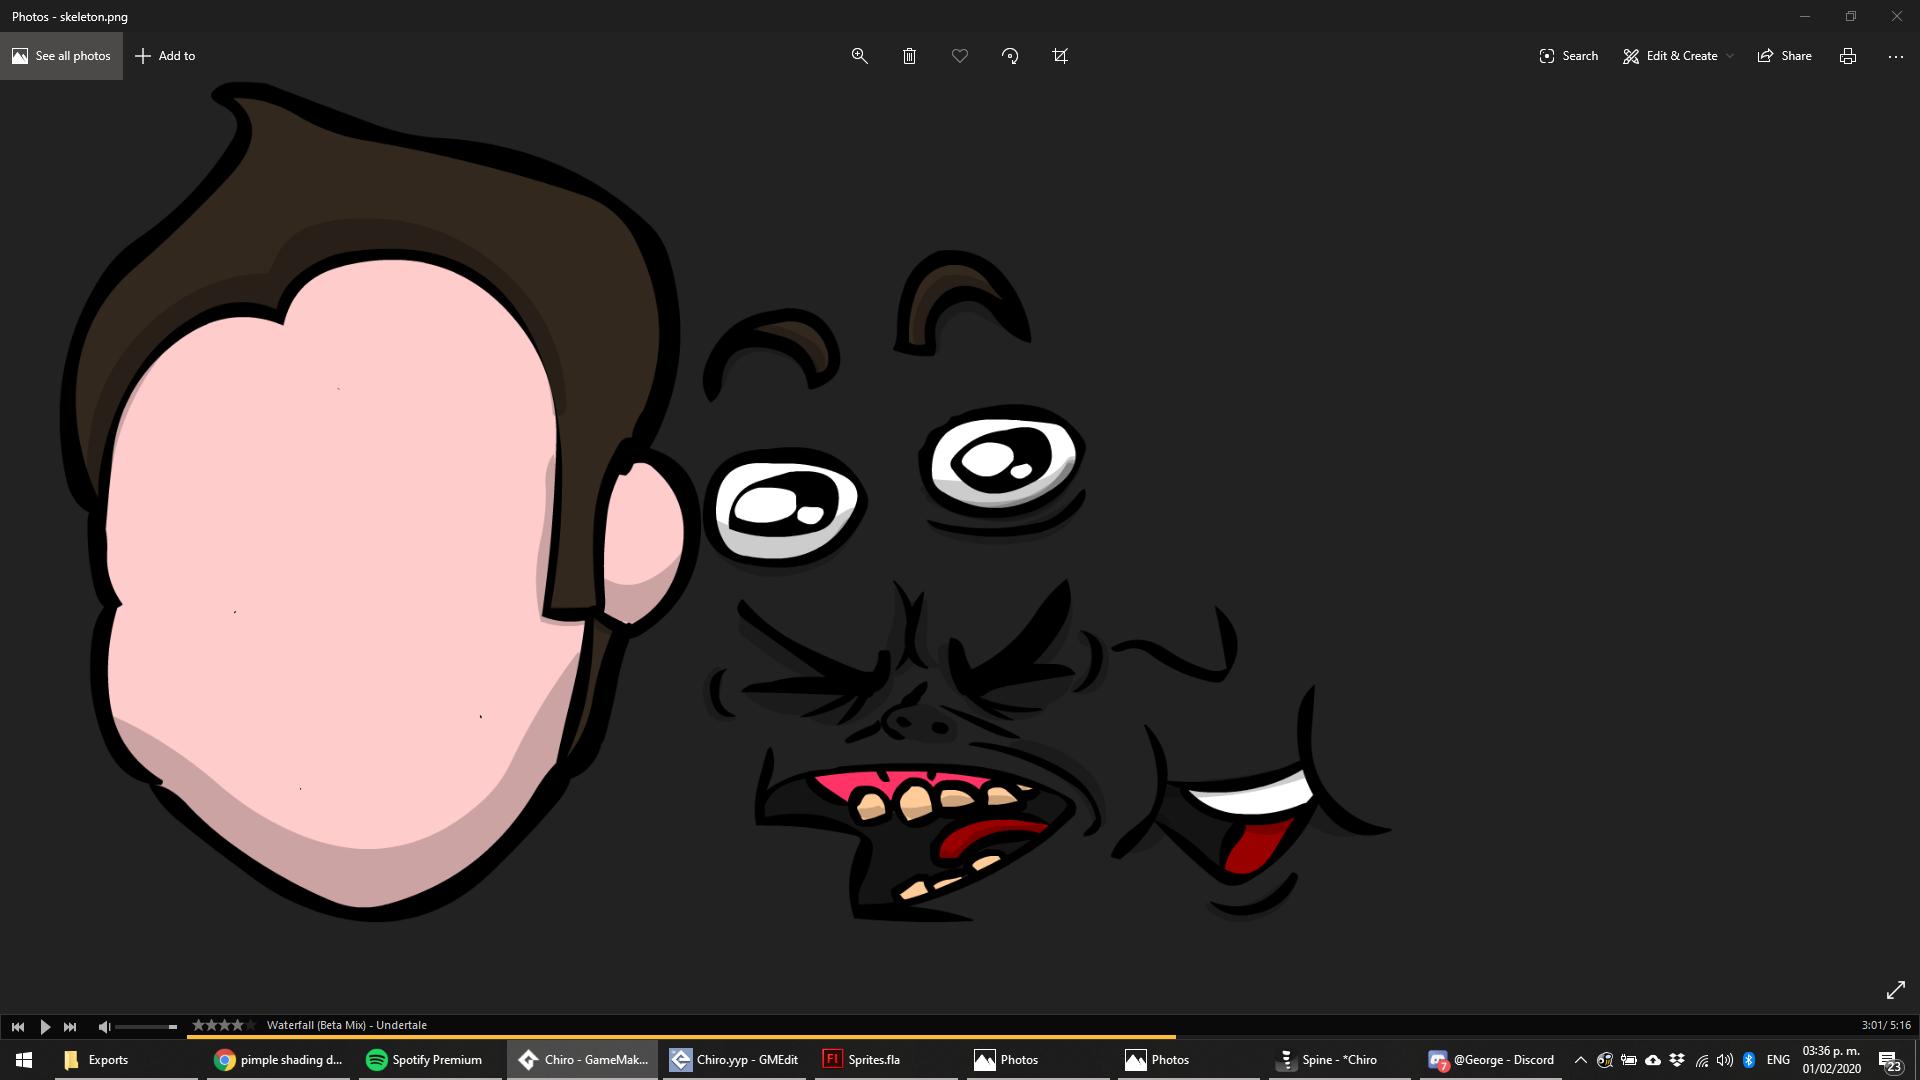 Photos - skeleton.png
See all photos
Add to
Search
Edit & Create
Share
Waterfall (Beta Mix) - Undertale
3:01/ 5:16
Exports
pimple shading d...
Spotify Premium
Chiro - GameMak...
Chiro.yyp - GMEdit
Fl
Sprites.fla
Photos
Photos
Spine - *Chiro
7
@George - Discord
ENG
03:36 p. m.
01/02/2020
23